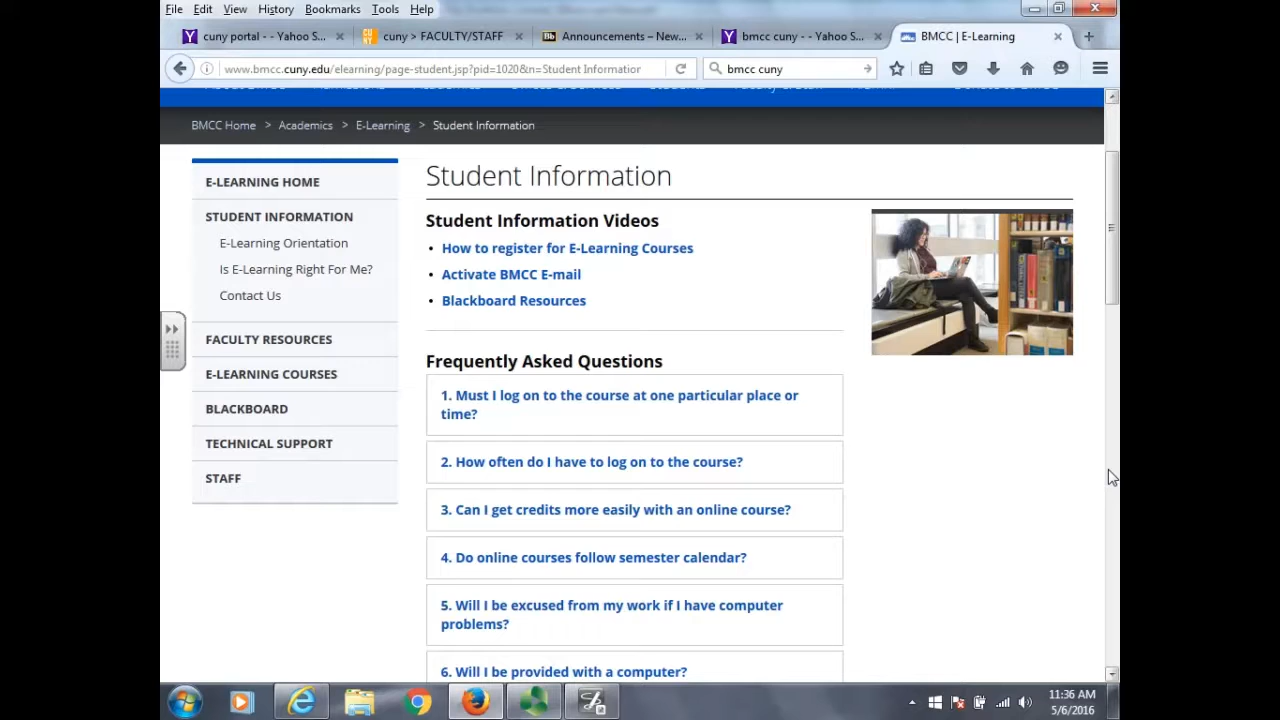 File Edit View History Bookmarks Tools Help
cuny portal - - Yahoo S...
cuny > FACULTY/STAFF
Bb Announcements – New...
bmcc cuny - - Yahoo S...
BMCC | E-Learning
www.bmcc.cuny.edu/elearning/page-student.jsp?pid=1020&n=Student Informatior
bmcc cuny
BMCC Home > Academics > E-Learning > Student Information
E-LEARNING HOME
STUDENT INFORMATION
E-Learning Orientation
Is E-Learning Right For Me?
Contact Us
FACULTY RESOURCES
E-LEARNING COURSES
BLACKBOARD
TECHNICAL SUPPORT
STAFF
Student Information
Student Information Videos
• How to register for E-Learning Courses
• Activate BMCC E-mail
• Blackboard Resources
Frequently Asked Questions
1. Must I log on to the course at one particular place or
time?
2. How often do I have to log on to the course?
3. Can I get credits more easily with an online course?
4. Do online courses follow semester calendar?
5. Will I be excused from my work if I have computer
problems?
6. Will I be provided with a computer?
11:36 AM
5/6/2016